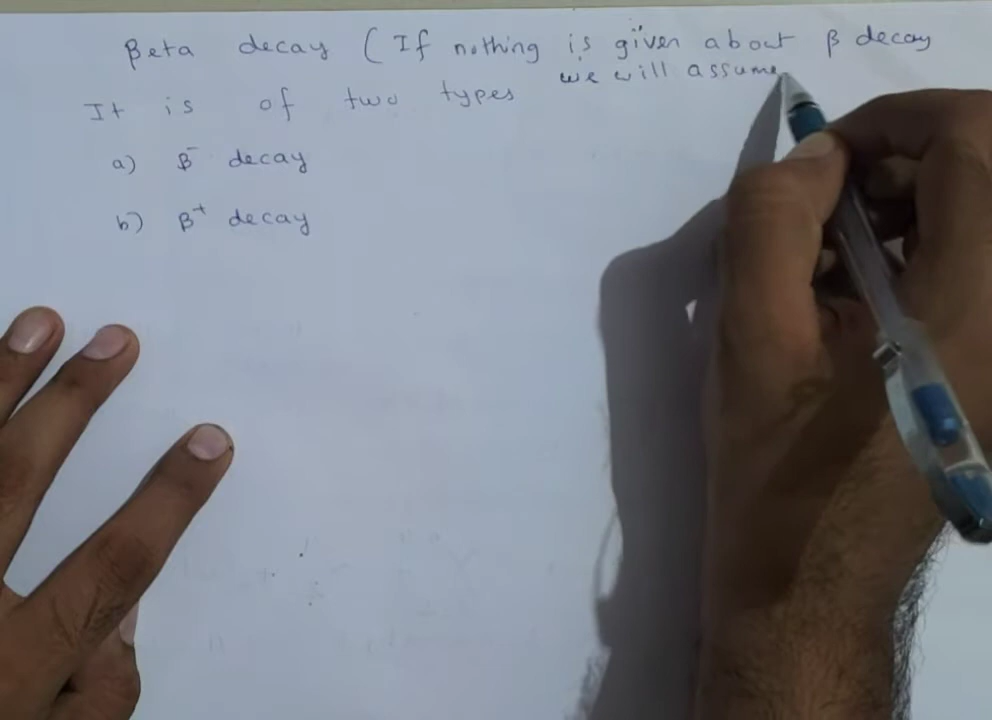 Beta decay (If nothing is given about β decay
we will assume
It is of two types
a) β⁻ decay
b) β⁺ decay